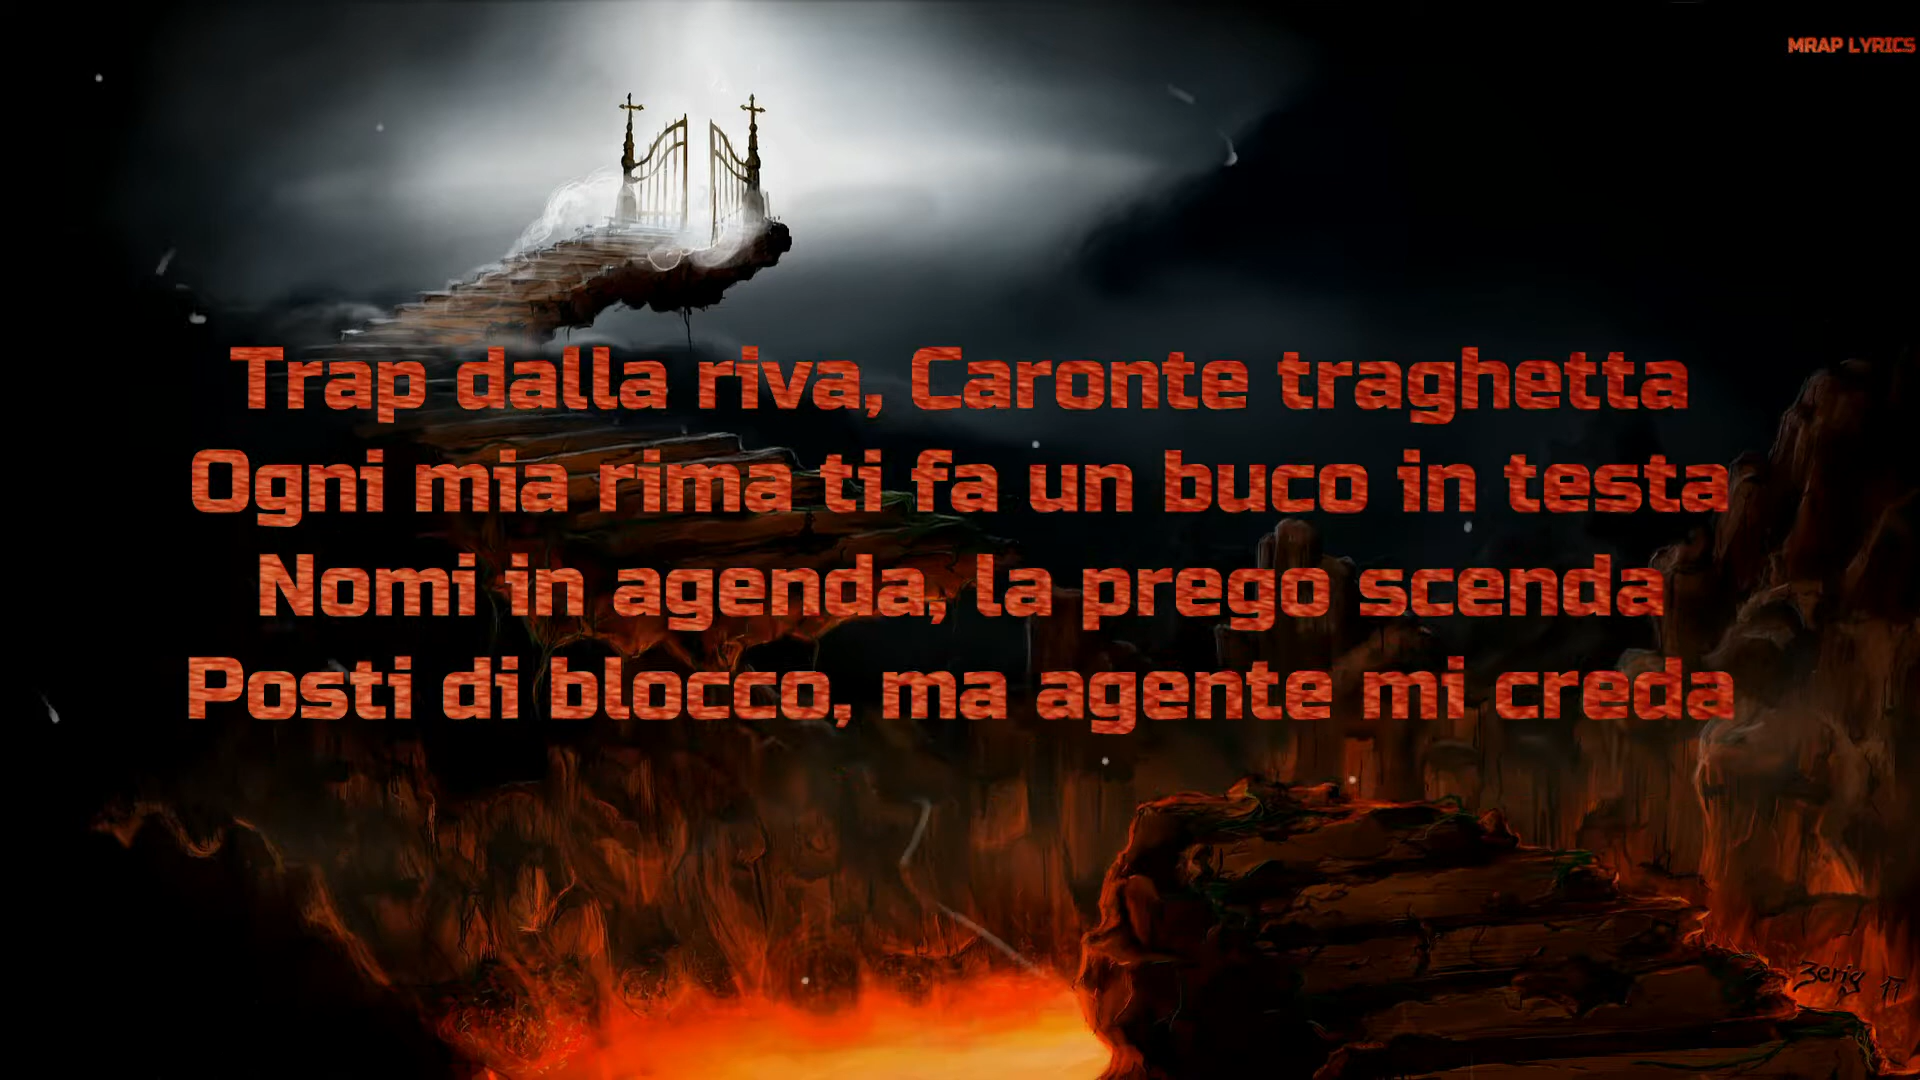 MRAP LYRICS
Trap dalla riva, Caronte traghetta
Ogni mia rima ti fa un buco in testa
Nomi in agenda, la prego scenda
Posti di blocco, ma agente mi creda